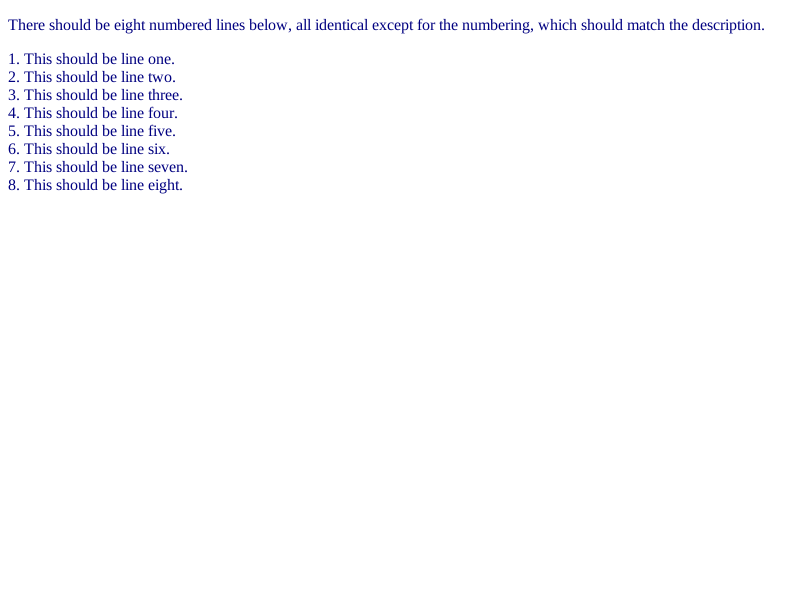 There should be eight numbered lines below, all identical except for the numbering, which should match the description.
1. This should be line one.
2. This should be line two.
3. This should be line three.
4. This should be line four.
5. This should be line five.
6. This should be line six.
7. This should be line seven.
8. This should be line eight.